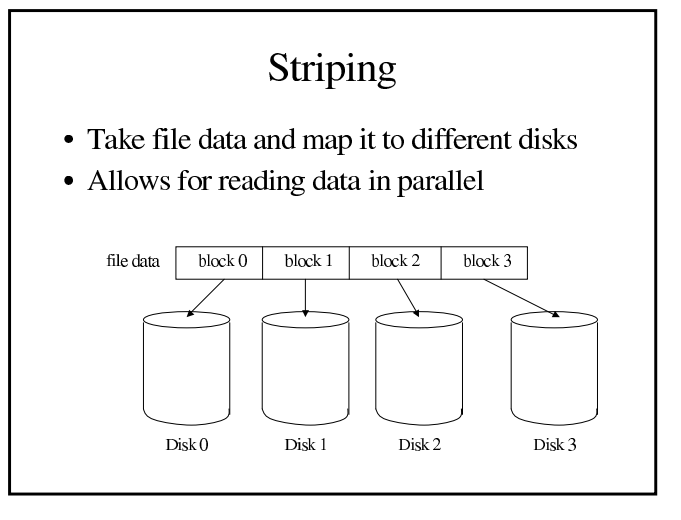 Striping
• Take file data and map it to different disks
• Allows for reading data in parallel
file data block 0 block 1 block 2 block 3
Disk 0 Disk 1 Disk 2 Disk 3